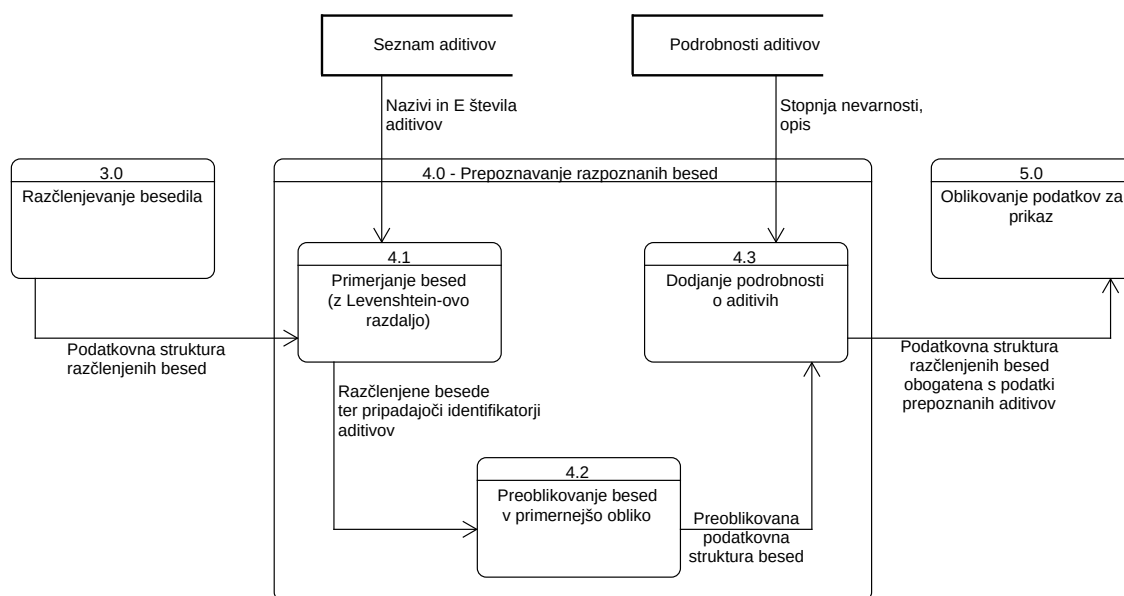 Seznam aditivov
Podrobnosti aditivov
Nazivi in E števila
aditivov
Stopnja nevarnosti,
opis
3.0
Razčlenjevanje besedila
4.0 - Prepoznavanje razpoznanih besed
5.0
Oblikovanje podatkov za
prikaz
4.1
Primerjanje besed
(z Levenshtein-ovo
razdaljo)
4.3
Dodjanje podrobnosti
o aditivih
Podatkovna struktura
razčlenjenih besed
Podatkovna struktura
razčlenjenih besed
obogatena s podatki
prepoznanih aditivov
Razčlenjene besede
ter pripadajoči identifikatorji
aditivov
4.2
Preoblikovanje besed
v primernejšo obliko
Preoblikovana
podatkovna
struktura besed